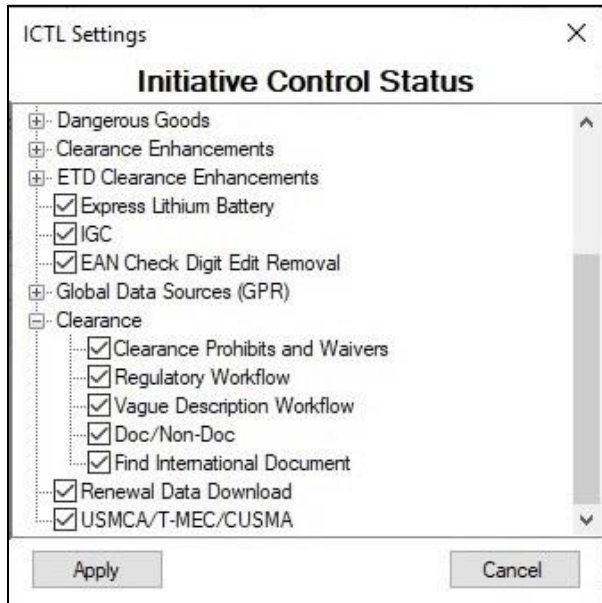 ICTL Settings
Initiative Control Status
Dangerous Goods
Clearance Enhancements
ETD Clearance Enhancements
Express Lithium Battery
IGC
EAN Check Digit Edit Removal
Global Data Sources (GPR)
Clearance
Clearance Prohibits and Waivers
Regulatory Workflow
Vague Description Workflow
Doc/Non-Doc
Find International Document
Renewal Data Download
USMCA/T-MEC/CUSMA
Apply Cancel